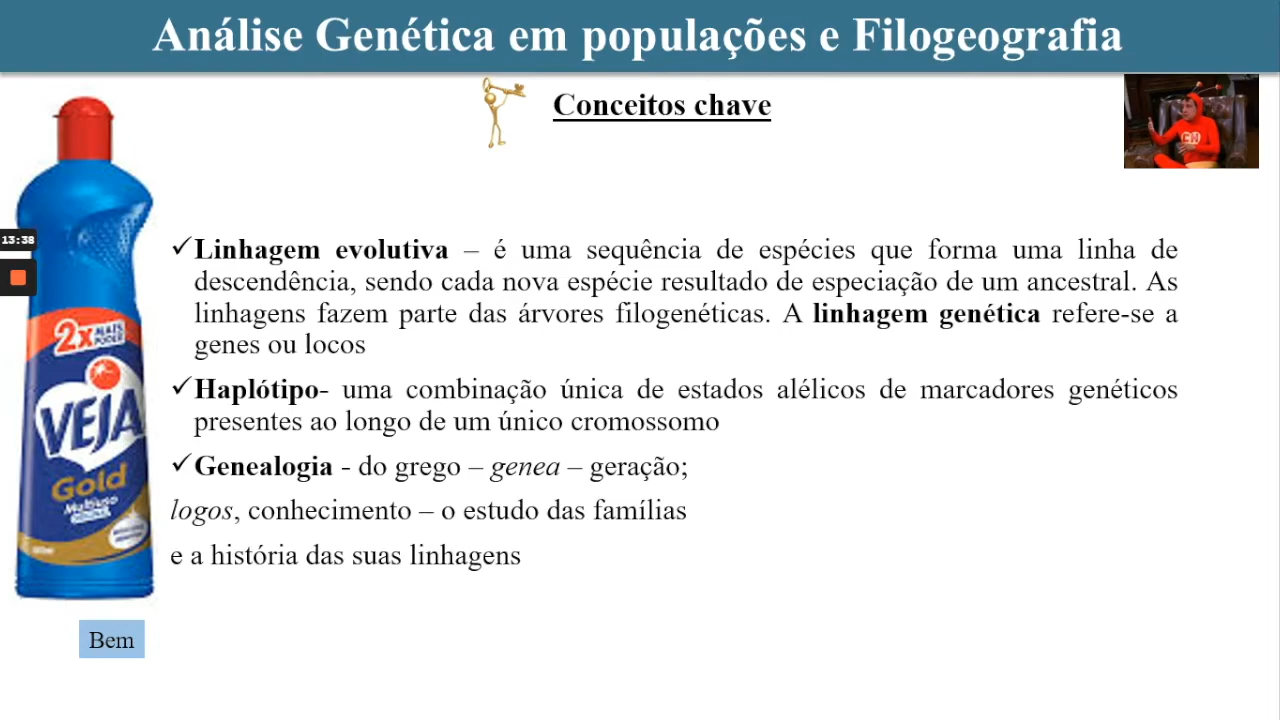 Análise Genética em populações e Filogeografia
Conceitos chave
CH
13:38
✓Linhagem evolutiva – é uma sequência de espécies que forma uma linha de
descendência, sendo cada nova espécie resultado de especiação de um ancestral. As
linhagens fazem parte das árvores filogenéticas. A linhagem genética refere-se a
genes ou locos
✓Haplótipo- uma combinação única de estados alélicos de marcadores genéticos
presentes ao longo de um único cromossomo
✓Genealogia - do grego – genea – geração;
logos, conhecimento – o estudo das famílias
e a história das suas linhagens
2x MAIS
PODER
VEJA
Gold
Multiuso
Bem